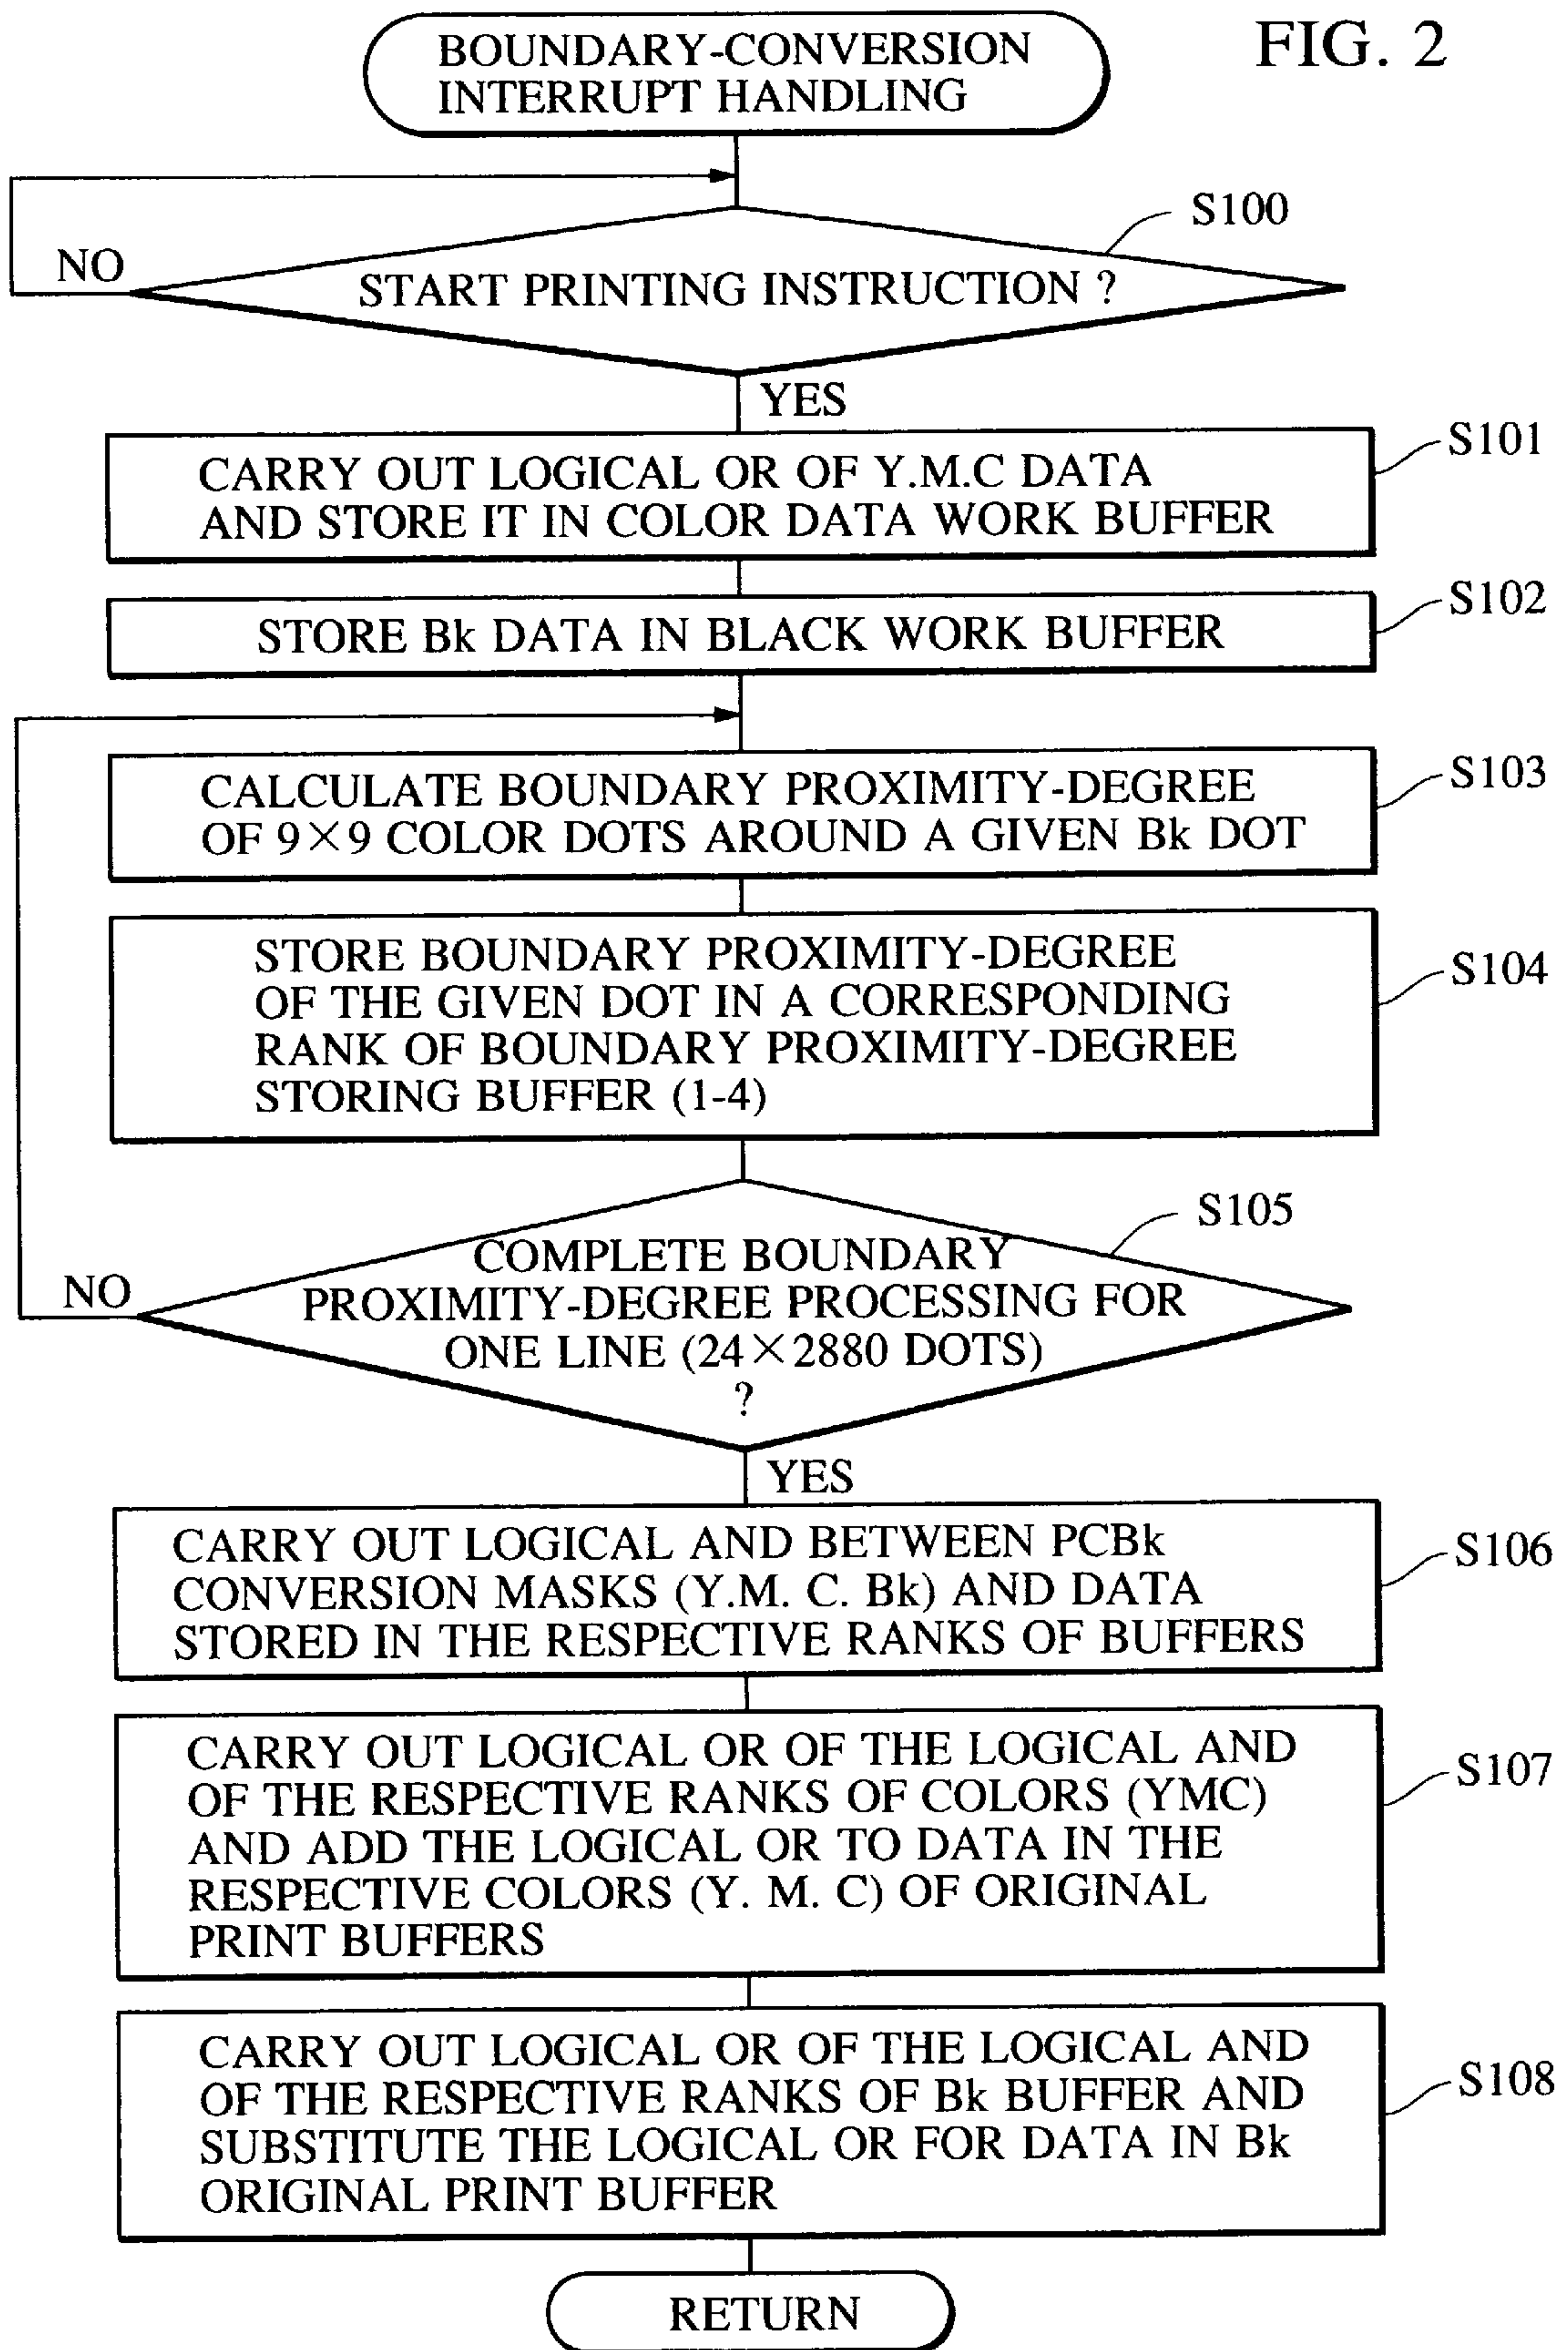 FIG. 2
BOUNDARY-CONVERSION
INTERRUPT HANDLING
S100
NO
START PRINTING INSTRUCTION ?
YES
S101
CARRY OUT LOGICAL OR OF Y.M.C DATA
AND STORE IT IN COLOR DATA WORK BUFFER
S102
STORE Bk DATA IN BLACK WORK BUFFER
S103
CALCULATE BOUNDARY PROXIMITY-DEGREE
OF 9×9 COLOR DOTS AROUND A GIVEN Bk DOT
S104
STORE BOUNDARY PROXIMITY-DEGREE
OF THE GIVEN DOT IN A CORRESPONDING
RANK OF BOUNDARY PROXIMITY-DEGREE
STORING BUFFER (1-4)
S105
COMPLETE BOUNDARY
NO
PROXIMITY-DEGREE PROCESSING FOR
ONE LINE (24×2880 DOTS)
?
YES
S106
CARRY OUT LOGICAL AND BETWEEN PCBk
CONVERSION MASKS (Y.M. C. Bk) AND DATA
STORED IN THE RESPECTIVE RANKS OF BUFFERS
S107
CARRY OUT LOGICAL OR OF THE LOGICAL AND
OF THE RESPECTIVE RANKS OF COLORS (YMC)
AND ADD THE LOGICAL OR TO DATA IN THE
RESPECTIVE COLORS (Y. M. C) OF ORIGINAL
PRINT BUFFERS
S108
CARRY OUT LOGICAL OR OF THE LOGICAL AND
OF THE RESPECTIVE RANKS OF Bk BUFFER AND
SUBSTITUTE THE LOGICAL OR FOR DATA IN Bk
ORIGINAL PRINT BUFFER
RETURN